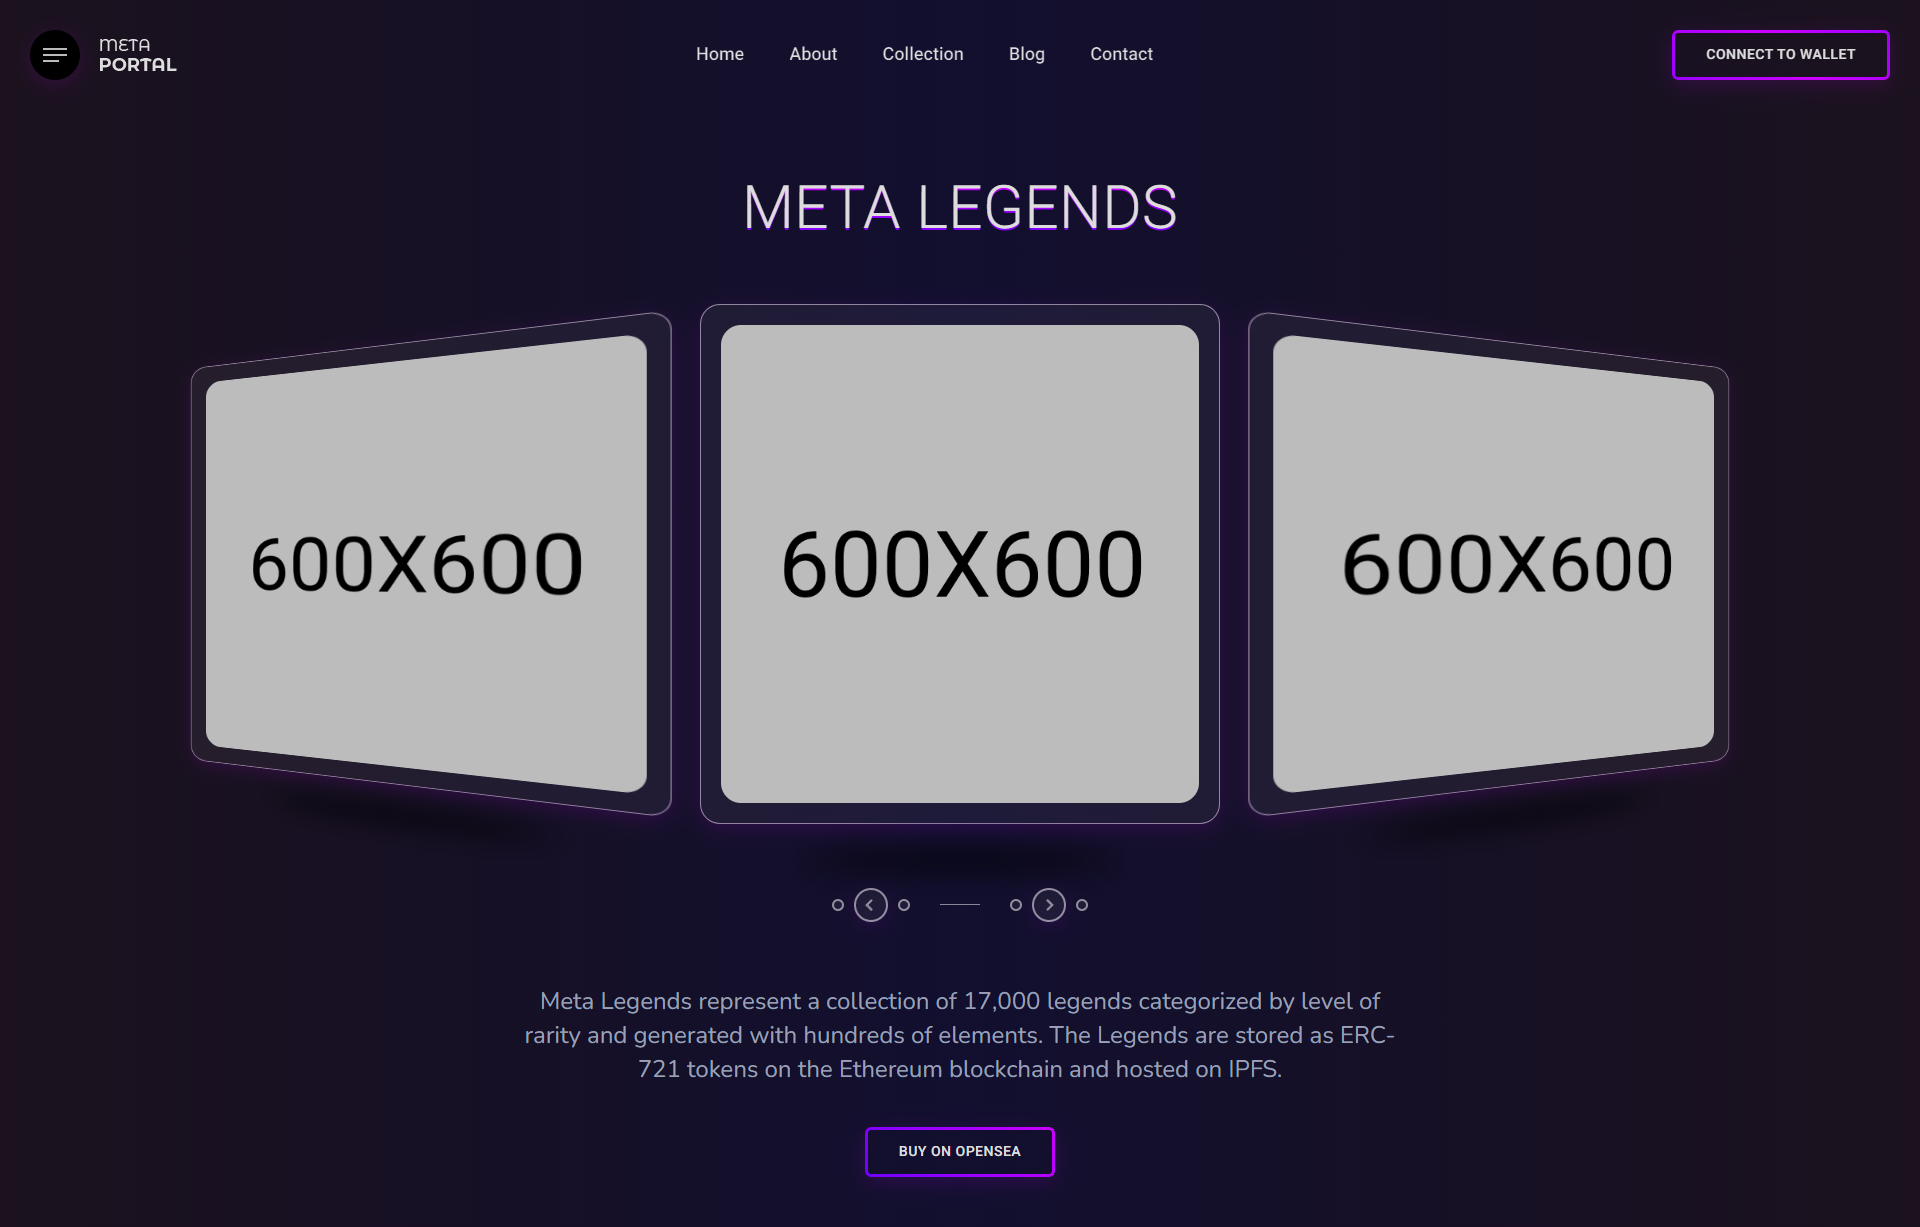 META
PORTAL
Home
About
Collection
Blog
Contact
CONNECT TO WALLET
META LEGENDS
600X600
600X600
600X600
Meta Legends represent a collection of 17,000 legends categorized by level of
rarity and generated with hundreds of elements. The Legends are stored as ERC-
721 tokens on the Ethereum blockchain and hosted on IPFS.
BUY ON OPENSEA